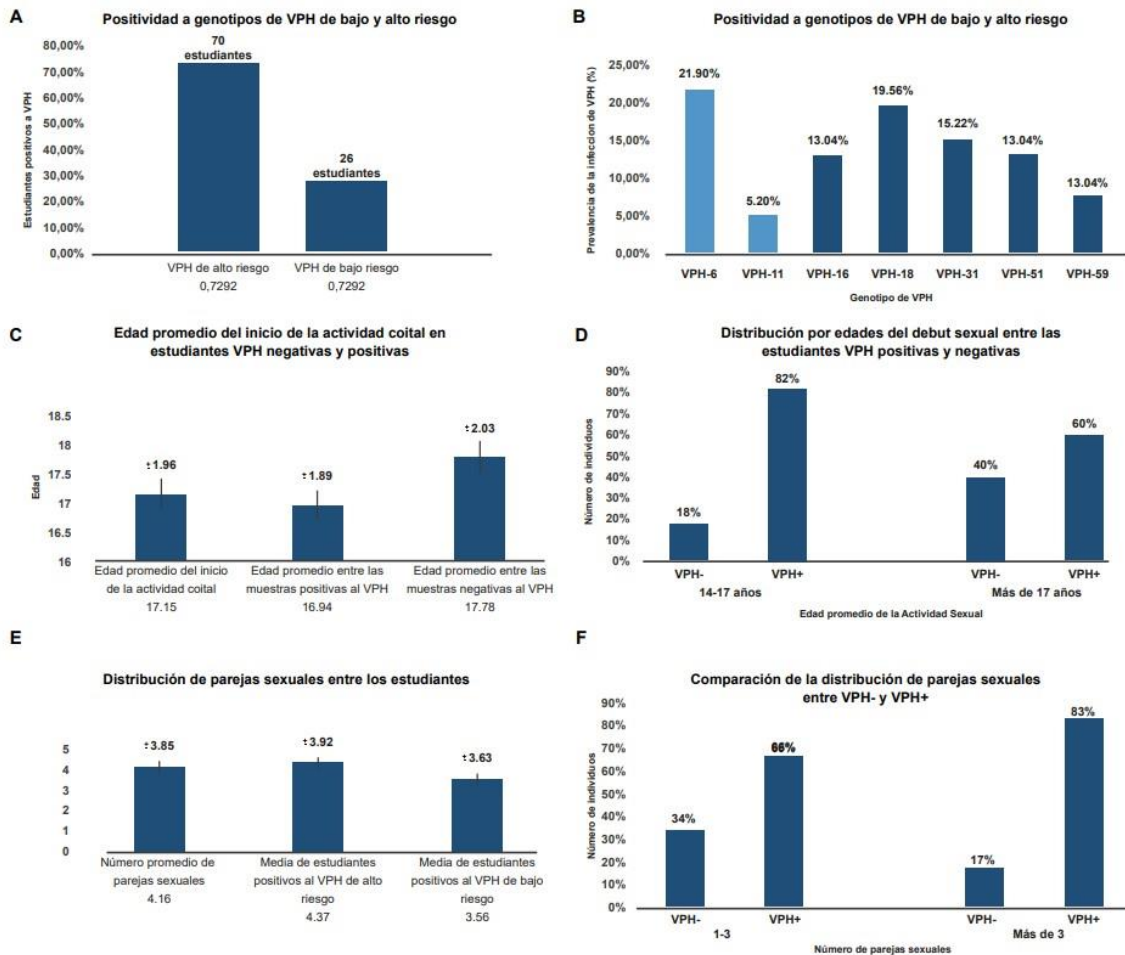 A
Positividad a genotipos de VPH de bajo y alto riesgo
Estudiantes positivos a VPH
80,00%
70,00%
60,00%
50,00%
40,00%
30,00%
20,00%
10,00%
0,00%
70
estudiantes
26
estudiantes
VPH de alto riesgo
0,7292
VPH de bajo riesgo
0,7292
B
Positividad a genotipos de VPH de bajo y alto riesgo
Prevalencia de la infeccion de VPH (%)
25,00%
20,00%
15,00%
10,00%
5,00%
0,00%
21.90%
5.20%
13.04%
19.56%
15.22%
13.04%
13.04%
VPH-6
VPH-11
VPH-16
VPH-18
VPH-31
VPH-51
VPH-59
Genotipo de VPH
C
Edad promedio del inicio de la actividad coital en
estudiantes VPH negativas y positivas
Edad
18.5
18
17.5
17
16.5
16
±1.96
±1.89
±2.03
Edad promedio del inicio
de la actividad coital
17.15
Edad promedio entre las
muestras positivas al VPH
16.94
Edad promedio entre las
muestras negativas al VPH
17.78
D
Distribución por edades del debut sexual entre las
estudiantes VPH positivas y negativas
Número de individuos
90%
80%
70%
60%
50%
40%
30%
20%
10%
0%
18%
82%
40%
60%
VPH-
VPH+
VPH-
VPH+
14-17 años
Más de 17 años
Edad promedio de la Actividad Sexual
E
Distribución de parejas sexuales entre los estudiantes
5
4
3
2
1
0
±3.85
±3.92
±3.63
Número promedio de
parejas sexuales
4.16
Media de estudiantes
positivos al VPH de alto
riesgo
4.37
Media de estudiantes
positivos al VPH de bajo
riesgo
3.56
F
Comparación de la distribución de parejas sexuales
entre VPH- y VPH+
Número de individuos
90%
80%
70%
60%
50%
40%
30%
20%
10%
0%
34%
66%
17%
83%
VPH-
VPH+
VPH-
VPH+
1-3
Más de 3
Número de parejas sexuales